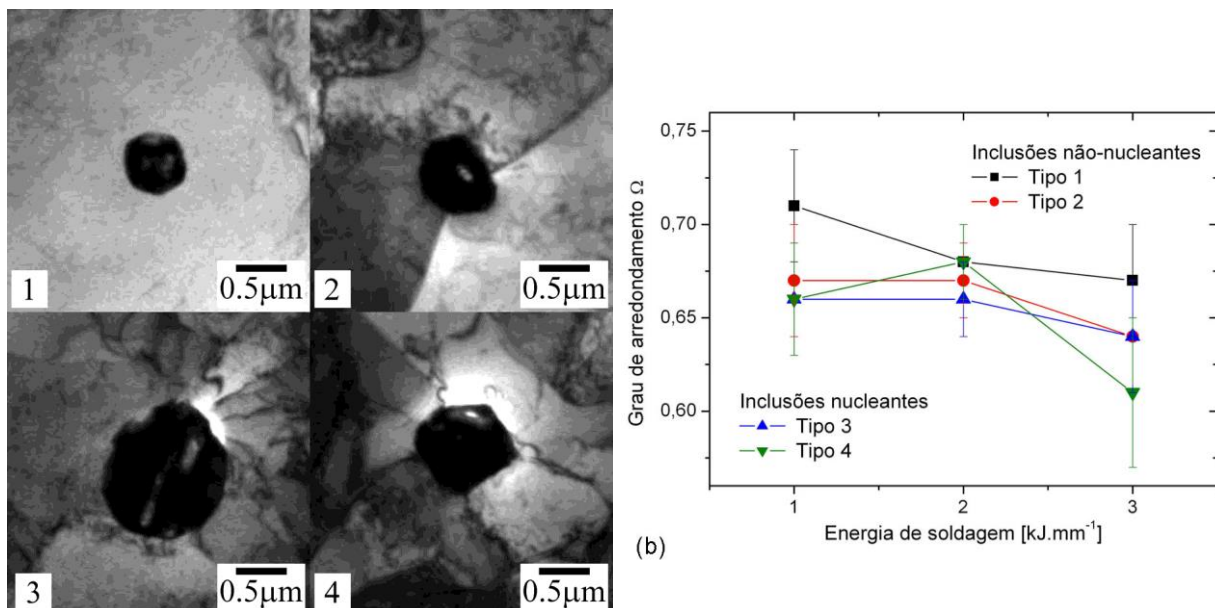 1
0.5µm
2
0.5µm
3
0.5µm
4
0.5µm
0,75
0,70
0,65
0,60
Grau de arredondamento Ω
Inclusões não-nucleantes
Tipo 1
Tipo 2
Inclusões nucleantes
Tipo 3
Tipo 4
1
2
3
Energia de soldagem [kJ.mm⁻¹]
(b)